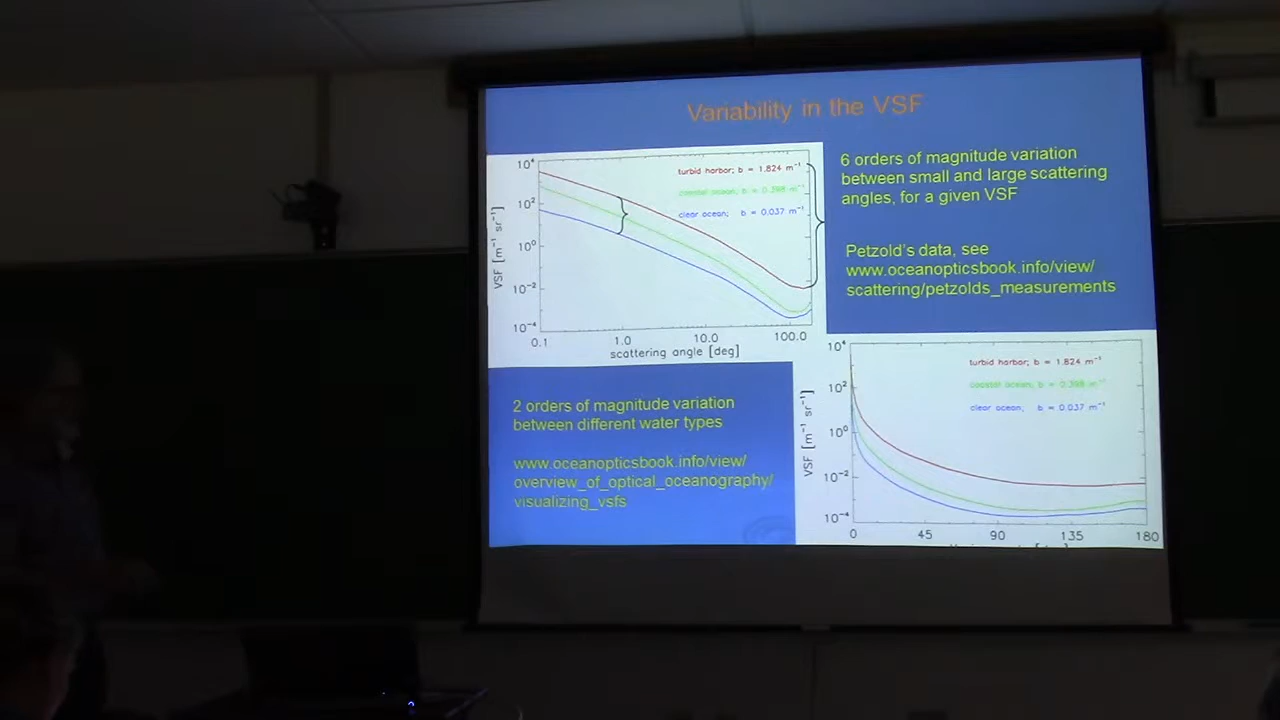 Variability in the VSF
10⁴
10²
10⁰
10⁻²
10⁻⁴
VSF [m⁻¹ sr⁻¹]
turbid harbor; b = 1.824 m⁻¹
coastal ocean; b = 0.398 m⁻¹
clear ocean; b = 0.037 m⁻¹
0.1 1.0 10.0 100.0
scattering angle [deg]
6 orders of magnitude variation
between small and large scattering
angles, for a given VSF
Petzold's data, see
www.oceanopticsbook.info/view/
scattering/petzolds_measurements
2 orders of magnitude variation
between different water types
www.oceanopticsbook.info/view/
overview_of_optical_oceanography/
visualizing_vsfs
10⁴
10²
10⁰
10⁻²
10⁻⁴
VSF [m⁻¹ sr⁻¹]
turbid harbor; b = 1.824 m⁻¹
coastal ocean; b = 0.398 m⁻¹
clear ocean; b = 0.037 m⁻¹
0 45 90 135 180